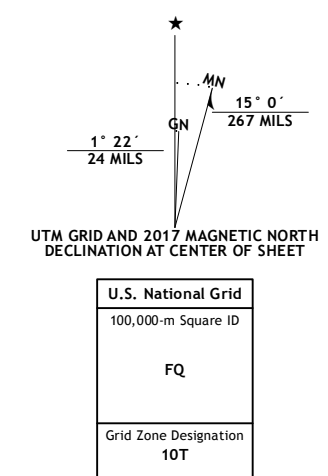 ★
MN
GN
15° 0´
267 MILS
1° 22´
24 MILS
UTM GRID AND 2017 MAGNETIC NORTH
DECLINATION AT CENTER OF SHEET
U.S. National Grid
100,000-m Square ID
FQ
Grid Zone Designation
10T